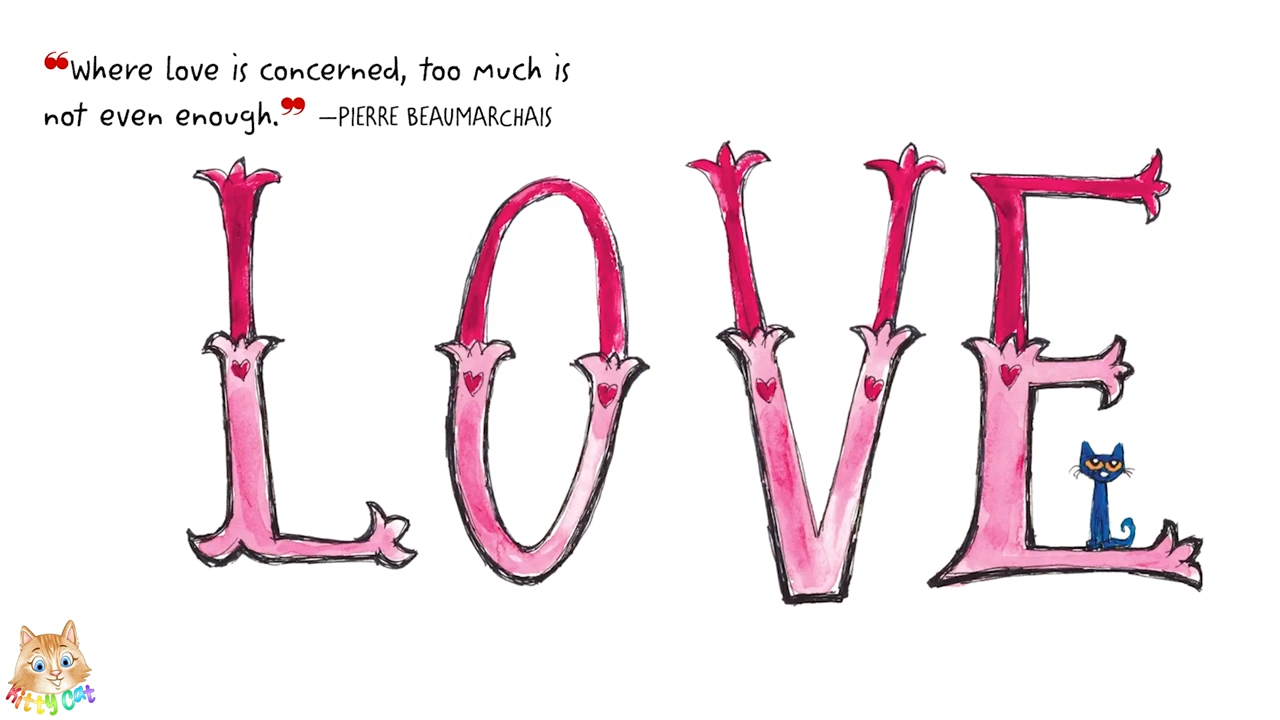 ❝Where love is concerned, too much is
not even enough.❞ —PIERRE BEAUMARCHAIS
LOVE
Kitty Cat